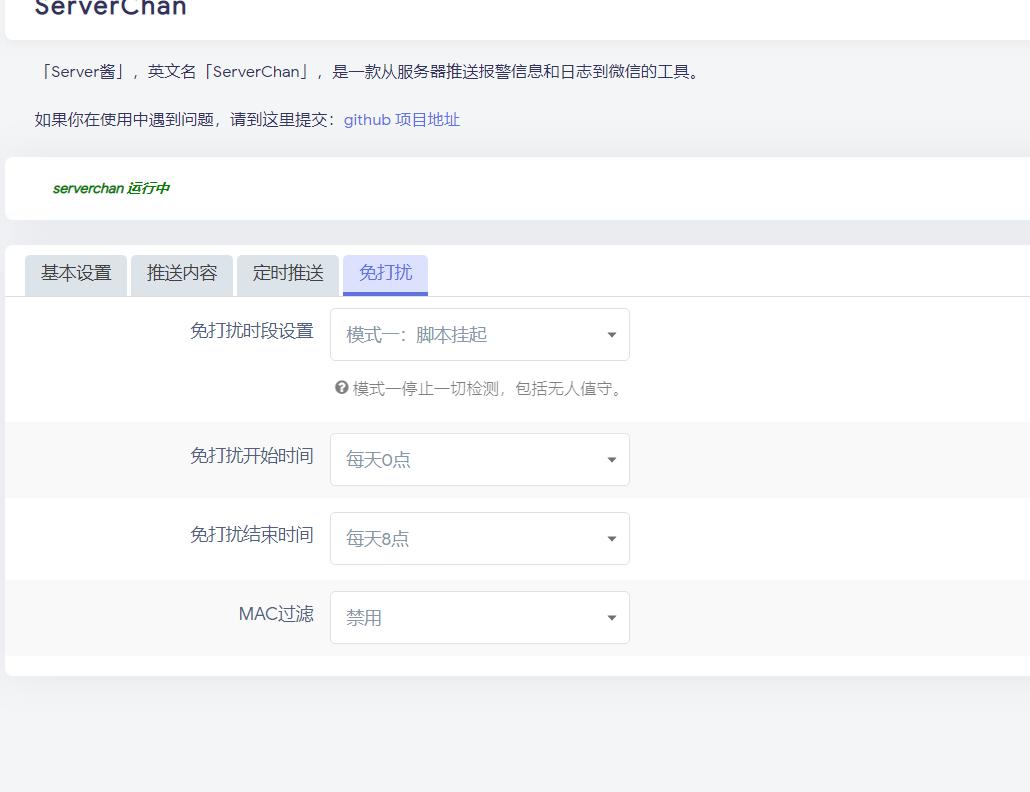 ServerChan
「Server酱」，英文名「ServerChan」，是一款从服务器推送报警信息和日志到微信的工具。
如果你在使用中遇到问题，请到这里提交：github 项目地址
serverchan 运行中
基本设置 推送内容 定时推送 免打扰
免打扰时段设置 模式一：脚本挂起
模式一停止一切检测，包括无人值守。
免打扰开始时间 每天0点
免打扰结束时间 每天8点
MAC过滤 禁用